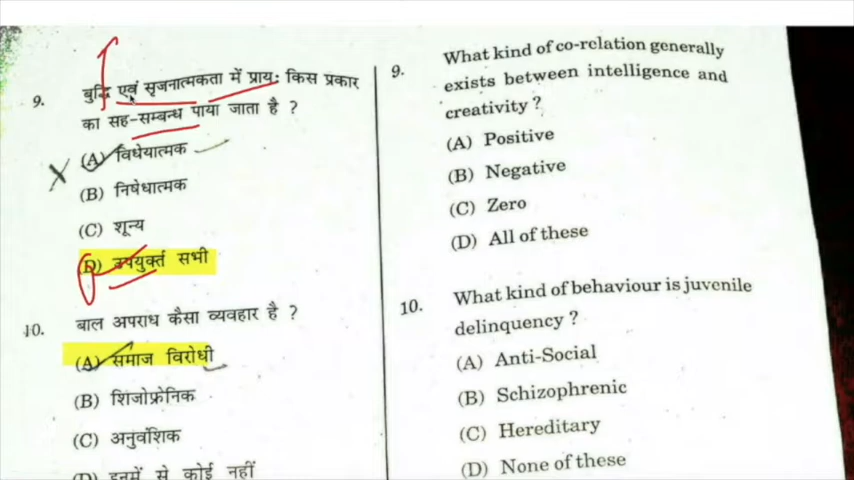 9.
बुद्धि एवं सृजनात्मकता में प्रायः किस प्रकार
का सह-सम्बन्ध पाया जाता है ?
(A) विधेयात्मक
(B) निषेधात्मक
(C) शून्य
(D) उपर्युक्त सभी
10.
बाल अपराध कैसा व्यवहार है ?
(A) समाज विरोधी
(B) शिजोफ्रेनिक
(C) अनुवंशिक
(D) इनमें से कोई नहीं
9.
What kind of co-relation generally
exists between intelligence and
creativity ?
(A) Positive
(B) Negative
(C) Zero
(D) All of these
10.
What kind of behaviour is juvenile
delinquency ?
(A) Anti-Social
(B) Schizophrenic
(C) Hereditary
(D) None of these